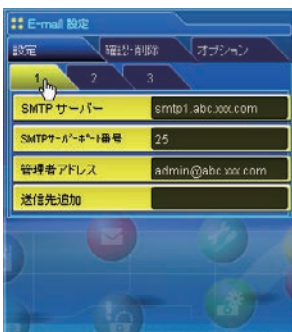 E-mail 設定
設定 確認・削除 オプション
1 2 3
SMTP サーバー smtp1.abc.xxx.com
SMTPサーバーポート番号 25
管理者アドレス admin@abc.xxx.com
送信先追加